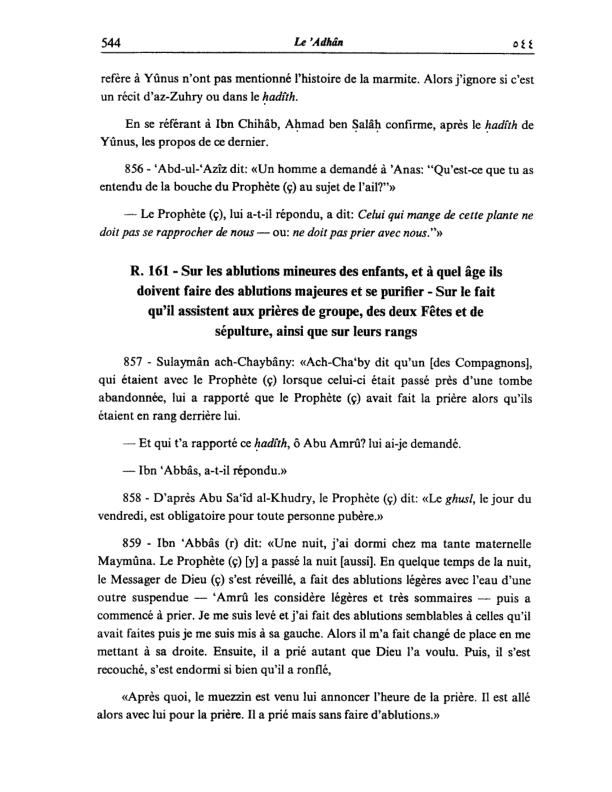 544 Le ’Adhân ٥٤٤
refère à Yûnus n'ont pas mentionné l'histoire de la marmite. Alors j'ignore si c'est
un récit d'az-Zuhry ou dans le ḥadîth.
En se référant à Ibn Chihâb, Aḥmad ben Ṣalâḥ confirme, après le ḥadîth de
Yûnus, les propos de ce dernier.
856 - ‘Abd-ul-‘Azîz dit: «Un homme a demandé à ’Anas: “Qu'est-ce que tu as
entendu de la bouche du Prophète (ç) au sujet de l'ail?”»
— Le Prophète (ç), lui a-t-il répondu, a dit: Celui qui mange de cette plante ne
doit pas se rapprocher de nous — ou: ne doit pas prier avec nous.”»
R. 161 - Sur les ablutions mineures des enfants, et à quel âge ils
doivent faire des ablutions majeures et se purifier - Sur le fait
qu'il assistent aux prières de groupe, des deux Fêtes et de
sépulture, ainsi que sur leurs rangs
857 - Sulaymân ach-Chaybâny: «Ach-Cha‘by dit qu'un [des Compagnons],
qui étaient avec le Prophète (ç) lorsque celui-ci était passé près d'une tombe
abandonnée, lui a rapporté que le Prophète (ç) avait fait la prière alors qu'ils
étaient en rang derrière lui.
— Et qui t'a rapporté ce ḥadîth, ô Abu Amrû? lui ai-je demandé.
— Ibn ‘Abbâs, a-t-il répondu.»
858 - D'après Abu Sa‘îd al-Khudry, le Prophète (ç) dit: «Le ghusl, le jour du
vendredi, est obligatoire pour toute personne pubère.»
859 - Ibn ‘Abbâs (r) dit: «Une nuit, j'ai dormi chez ma tante maternelle
Maymûna. Le Prophète (ç) [y] a passé la nuit [aussi]. En quelque temps de la nuit,
le Messager de Dieu (ç) s'est réveillé, a fait des ablutions légères avec l'eau d'une
outre suspendue — ‘Amrû les considère légères et très sommaires — puis a
commencé à prier. Je me suis levé et j'ai fait des ablutions semblables à celles qu'il
avait faites puis je me suis mis à sa gauche. Alors il m'a fait changé de place en me
mettant à sa droite. Ensuite, il a prié autant que Dieu l'a voulu. Puis, il s'est
recouché, s'est endormi si bien qu'il a ronflé,
«Après quoi, le muezzin est venu lui annoncer l'heure de la prière. Il est allé
alors avec lui pour la prière. Il a prié mais sans faire d'ablutions.»